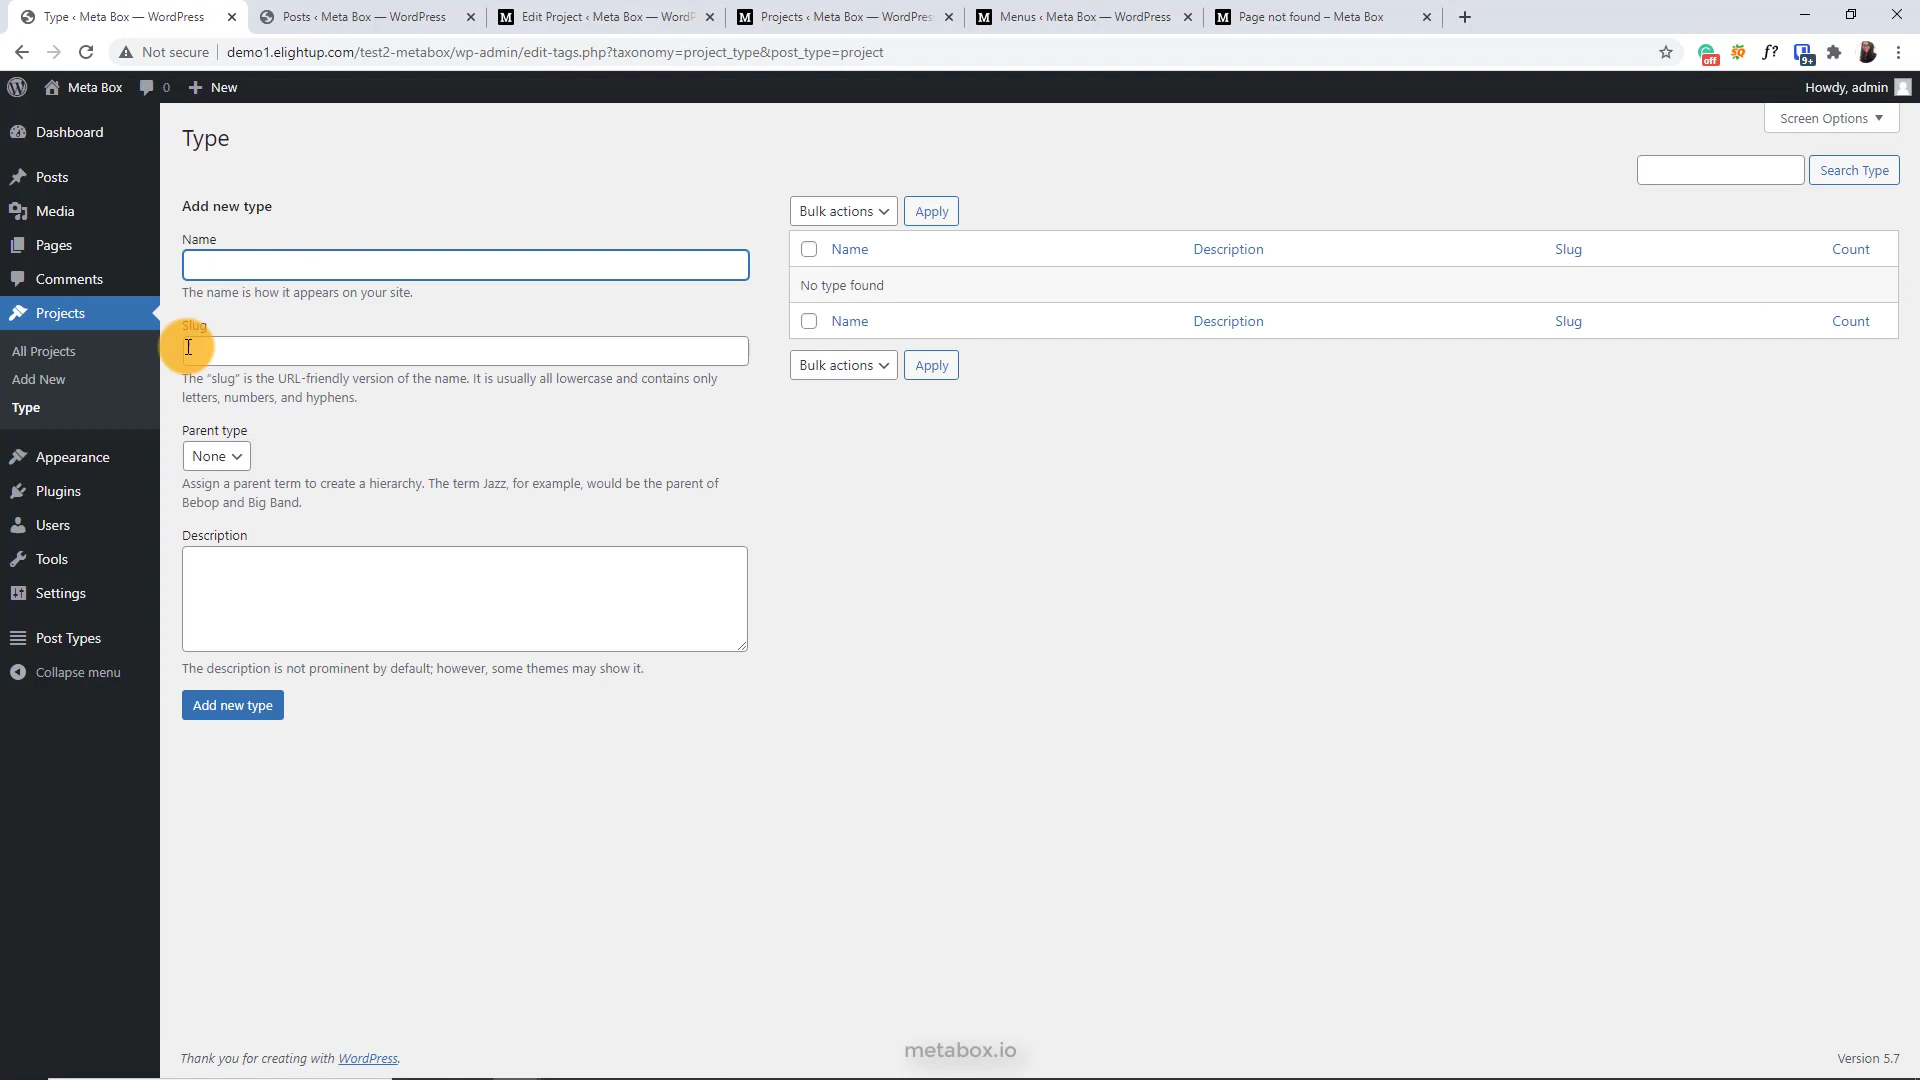 Type ‹ Meta Box — WordPress
Posts ‹ Meta Box — WordPress
Edit Project ‹ Meta Box — WordP
Projects ‹ Meta Box — WordPres
Menus ‹ Meta Box — WordPress
Page not found – Meta Box
Not secure
demo1.elightup.com/test2-metabox/wp-admin/edit-tags.php?taxonomy=project_type&post_type=project
off
f?
9+
Meta Box
0
New
Howdy, admin
Dashboard
Posts
Media
Pages
Comments
Projects
All Projects
Add New
Type
Appearance
Plugins
Users
Tools
Settings
Post Types
Collapse menu
Type
Screen Options
Search Type
Add new type
Name
The name is how it appears on your site.
Slug
The “slug” is the URL-friendly version of the name. It is usually all lowercase and contains only
letters, numbers, and hyphens.
Parent type
None
Assign a parent term to create a hierarchy. The term Jazz, for example, would be the parent of
Bebop and Big Band.
Description
The description is not prominent by default; however, some themes may show it.
Add new type
Bulk actions
Apply
Name Description Slug Count
No type found
Name Description Slug Count
Bulk actions
Apply
Thank you for creating with WordPress.
metabox.io
Version 5.7